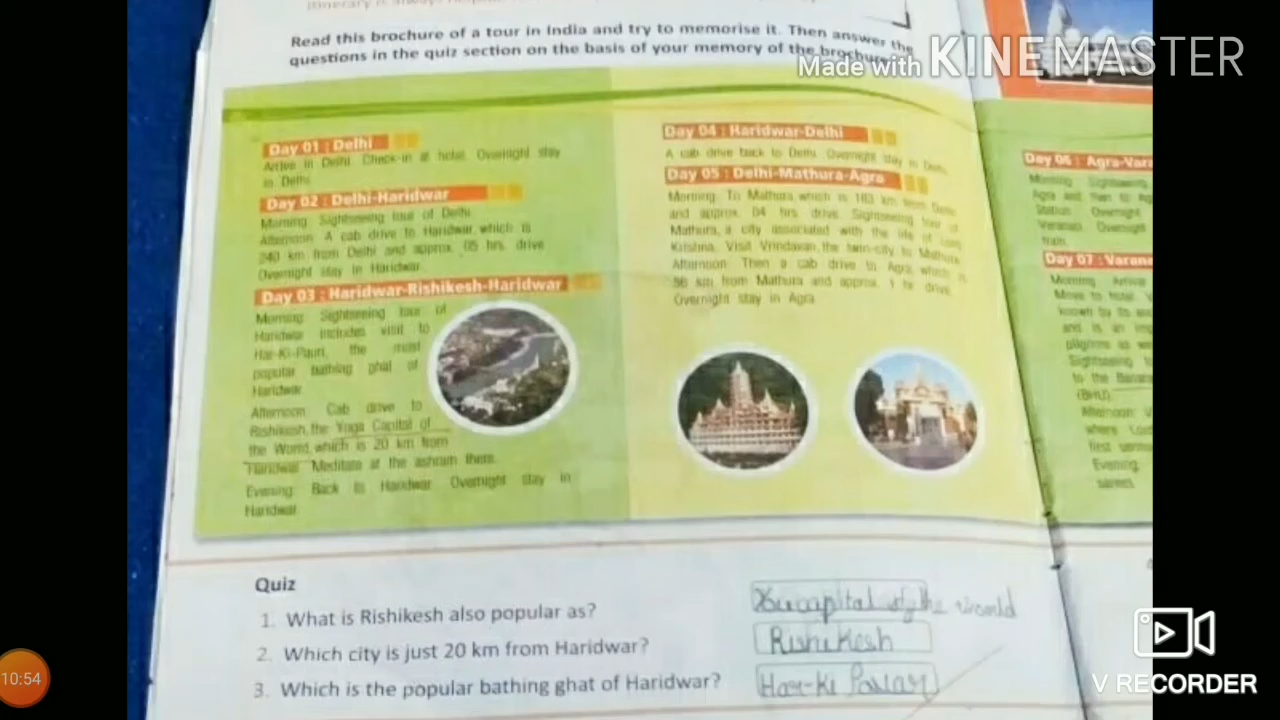 Read this brochure of a tour in India and try to memorise it. Then answer the
questions in the quiz section on the basis of your memory of the brochure
Made with KINEMASTER
Day 01 : Delhi
Arrive in Delhi. Check-in at hotel. Overnight stay
in Delhi
Day 02 : Delhi-Haridwar
Morning: Sightseeing tour of Delhi
Afternoon: A cab drive to Haridwar which is
240 km from Delhi and approx. 05 hrs. drive
Overnight stay in Haridwar
Day 03 : Haridwar-Rishikesh-Haridwar
Morning: Sightseeing tour of
Haridwar includes visit to
Har-Ki-Pauri, the most
popular bathing ghat of
Haridwar
Afternoon: Cab drive to
Rishikesh, the Yoga Capital of
the World, which is 20 km from
Haridwar. Meditate at the ashram there.
Evening: Back to Haridwar. Overnight stay in
Haridwar
Day 04 : Haridwar-Delhi
A cab drive back to Delhi. Overnight stay in Delhi
Day 05 : Delhi-Mathura-Agra
Morning: To Mathura which is 163 km from Delhi
and approx. 04 hrs. drive. Sightseeing tour of
Mathura, a city associated with the life of Lord
Krishna. Visit Vrindavan, the twin-city to Mathura
Afternoon: Then a cab drive to Agra, which is
56 km from Mathura and approx. 1 hr drive.
Overnight stay in Agra
Day 06 : Agra-Vara
Morning: Sightseeing
Agra and then to Ag
Station. Overnight
Varanasi. Overnight
train.
Day 07 : Varana
Morning: Arrive
Move to hotel. V
known by its
and is an
pilgrims as we
Sightseeing to
to the Banara
(BHU).
Afternoon: V
where Lord
first sermo
Evening:
Quiz
1. What is Rishikesh also popular as?
capital of the world
2. Which city is just 20 km from Haridwar?
Rishikesh
3. Which is the popular bathing ghat of Haridwar?
Har-ki
10:54
V RECORDER